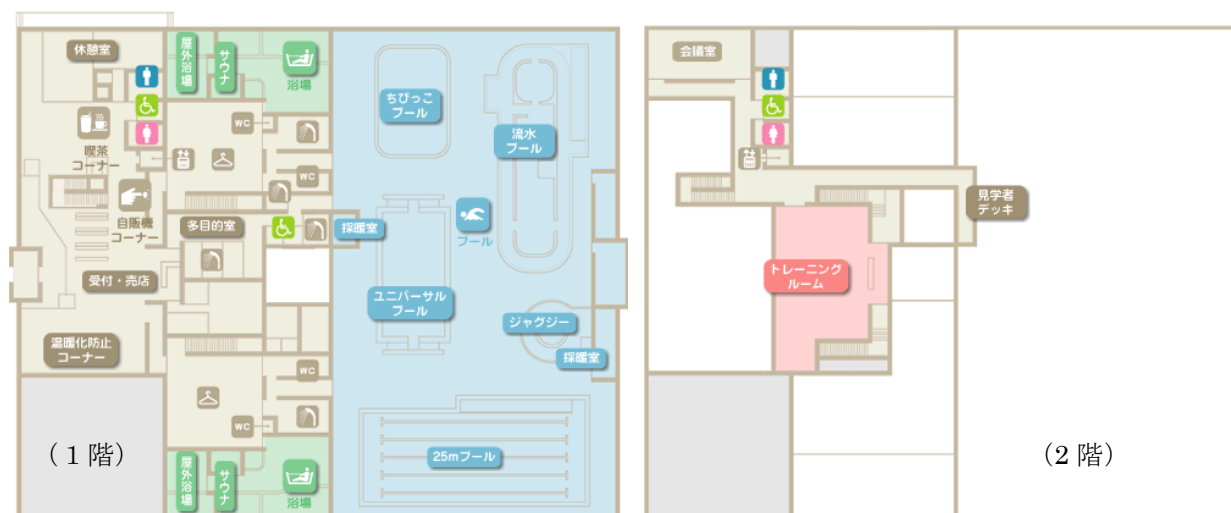 休憩室
屋外浴場
サウナ
浴場
喫茶
コーナー
WC
WC
自販機
コーナー
多目的室
採暖室
受付・売店
温暖化防止
コーナー
WC
WC
(1階)
屋外浴場
サウナ
浴場
ちびっこ
プール
流水
プール
プール
ユニバーサル
プール
ジャグジー
採暖室
25mプール
会議室
見学者
デッキ
トレーニング
ルーム
(2階)